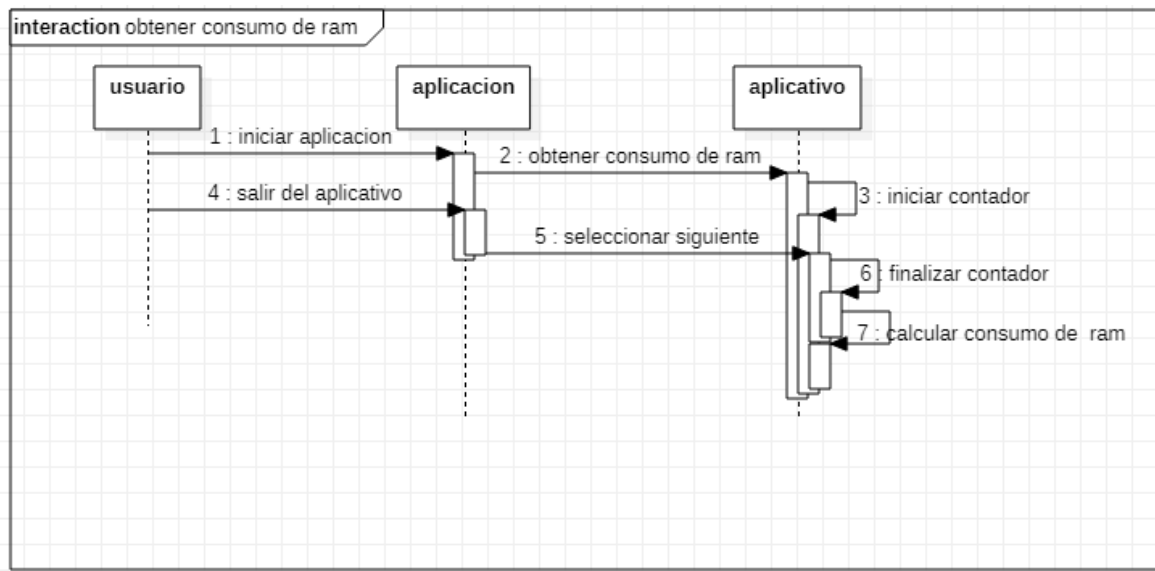 interaction obtener consumo de ram
usuario
aplicacion
aplicativo
1 : iniciar aplicacion
2 : obtener consumo de ram
3 : iniciar contador
4 : salir del aplicativo
5 : seleccionar siguiente
6 : finalizar contador
7 : calcular consumo de  ram